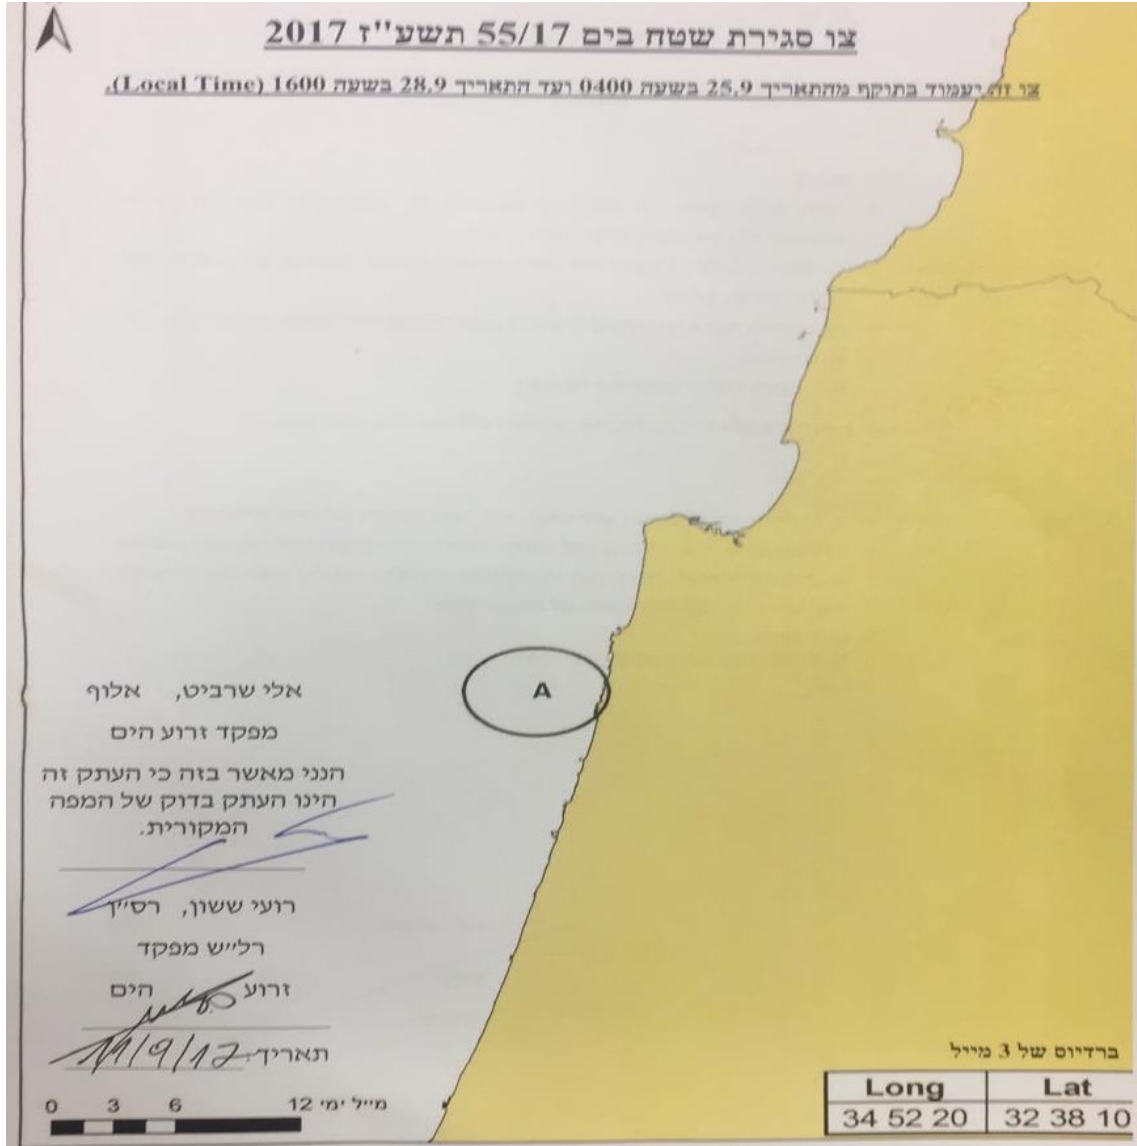 צו סגירת שטח בים 55/17 תשע''ז 2017
צו זה יעמוד בתוקף מהתאריך 25.9 בשעה 0400 ועד התאריך 28.9 בשעה 1600 (Local Time).
A
אלי שרביט, אלוף
מפקד זרוע הים
הנני מאשר בזה כי העתק זה
הינו העתק בדוק של המפה
המקורית.
רועי ששון, רס"ן
רל"ש מפקד
זרוע הים
תאריך: 11/9/17
0 3 6 12 מייל ימי
ברדיוס של 3 מייל
Long Lat
34 52 20 32 38 10